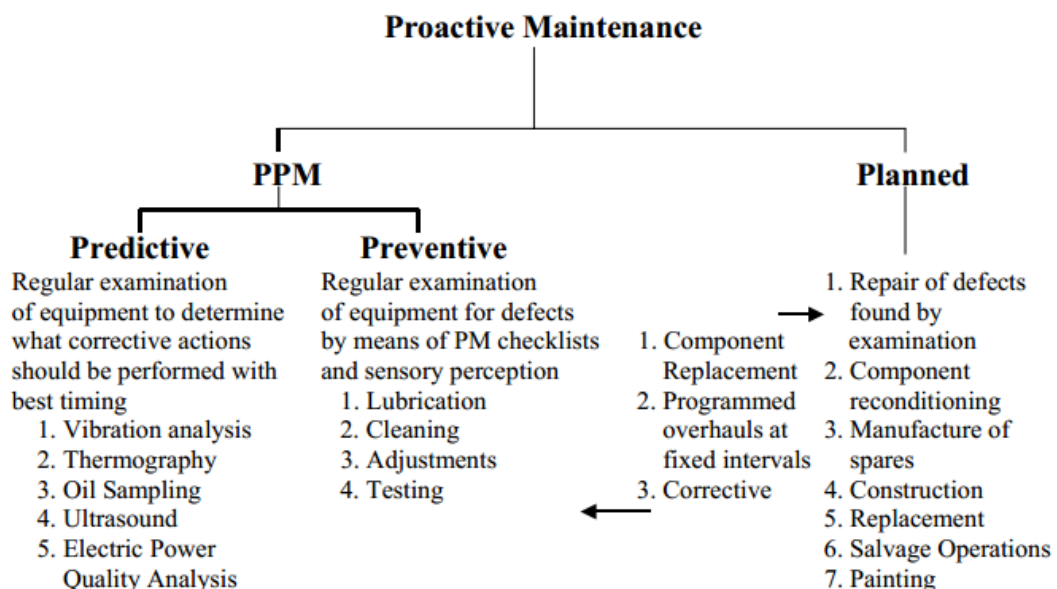 Proactive Maintenance
PPM
Planned
Predictive
Regular examination
of equipment to determine
what corrective actions
should be performed with
best timing
1. Vibration analysis
2. Thermography
3. Oil Sampling
4. Ultrasound
5. Electric Power
Quality Analysis
Preventive
Regular examination
of equipment for defects
by means of PM checklists
and sensory perception
1. Lubrication
2. Cleaning
3. Adjustments
4. Testing
1. Component
Replacement
2. Programmed
overhauls at
fixed intervals
3. Corrective
1. Repair of defects
found by
examination
2. Component
reconditioning
3. Manufacture of
spares
4. Construction
5. Replacement
6. Salvage Operations
7. Painting